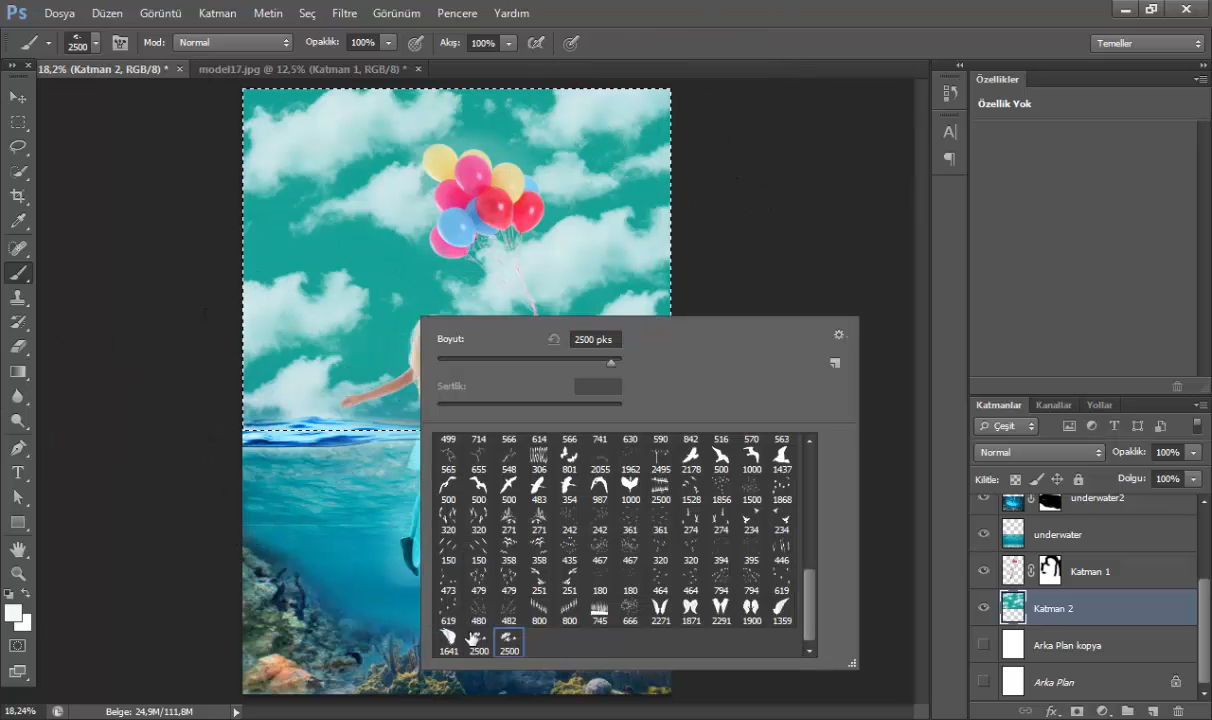 Ps Dosya Düzen Görüntü Katman Metin Seç Filtre Görünüm Pencere Yardım
2500 Mod: Normal Opaklık: 100% Akış: 100% Temeller
18,2% (Katman 2, RGB/8) * × model17.jpg @ 12,5% (Katman 1, RGB/8) * ×
Özellikler
Özellik Yok
Boyut: 2500 pks
Sertlik:
499 714 566 614 566 741 630 590 842 516 570 563
565 655 548 306 801 2055 1962 2495 2178 500 1000 1437
500 500 500 483 354 987 1000 2500 1528 1856 1500 1868
320 320 271 271 242 242 361 361 274 274 234 234
150 150 358 358 435 467 467 320 320 394 395 446
473 479 479 251 251 180 180 464 464 794 794 619
619 480 482 800 800 745 666 2271 1871 2291 1900 1359
1641 2500 2500
Katmanlar Kanallar Yollar
Çeşit
Normal Opaklık: 100%
Kilitle: Dolgu: 100%
underwater2
underwater
Katman 1
Katman 2
Arka Plan kopya
Arka Plan
18,24% Belge: 24,9M/111,8M